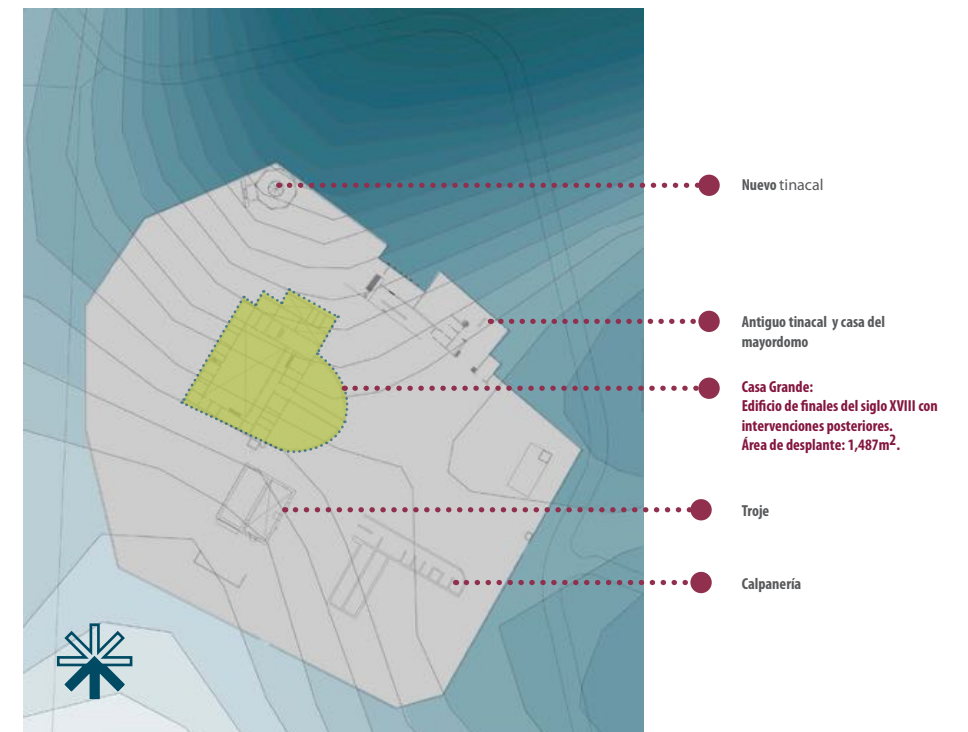 Nuevo tinacal
Antiguo tinacal y casa del
mayordomo
Casa Grande:
Edificio de finales del siglo XVIII con
intervenciones posteriores.
Área de desplante: 1,487m².
Troje
Calpanería